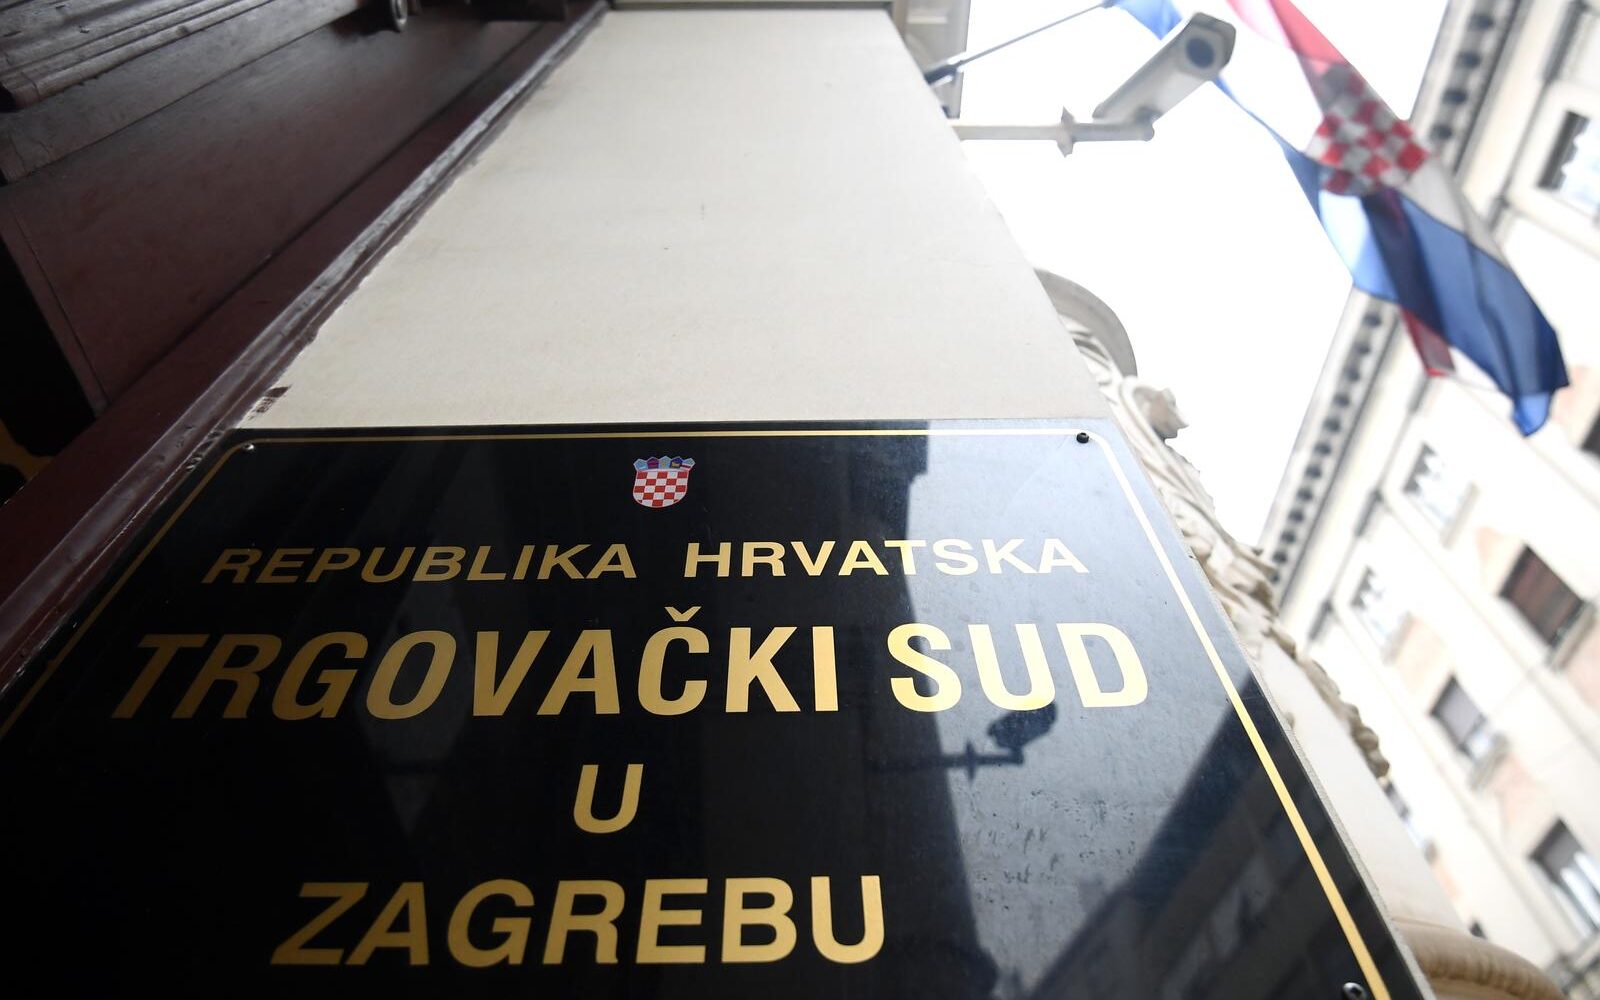 REPUBLIKA HRVATSKA
TRGOVAČKI SUD
U
ZAGREBU